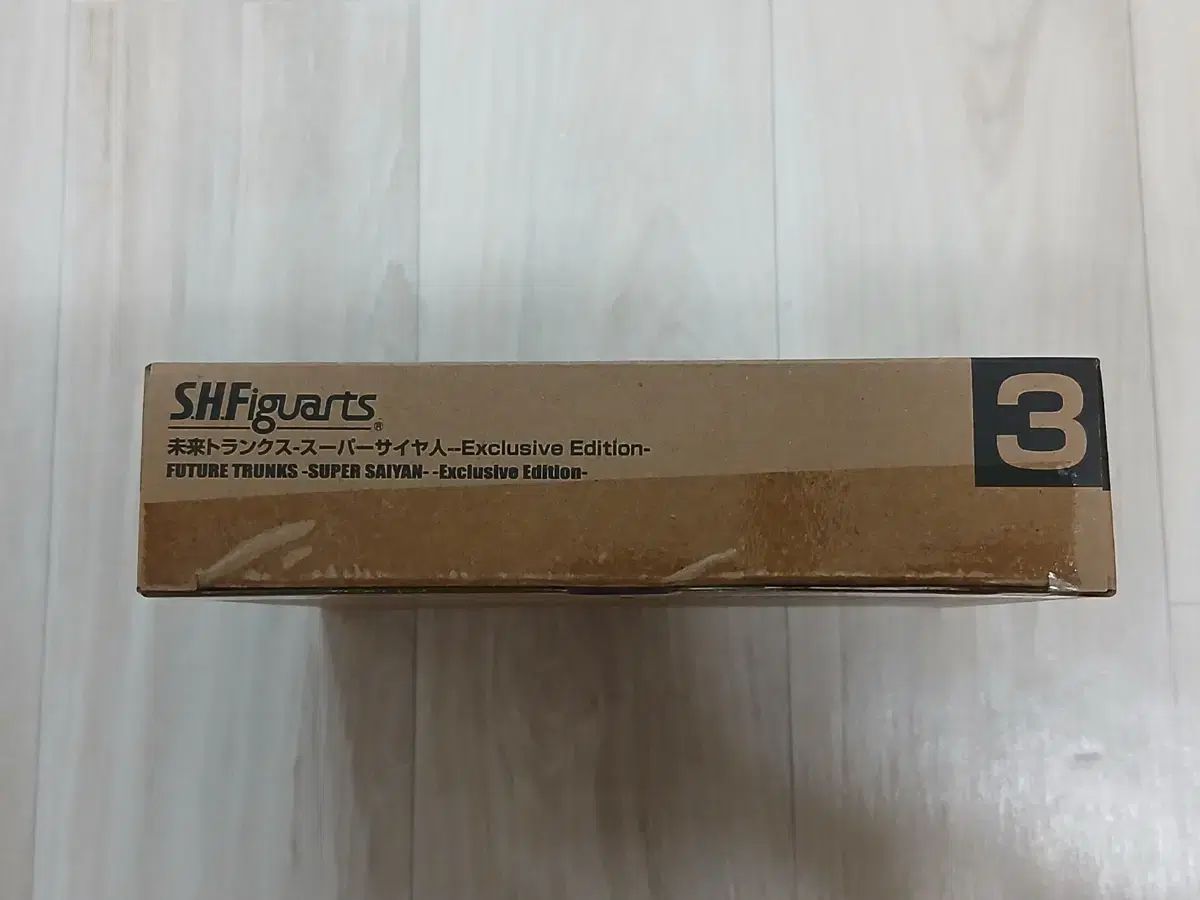 S.H.Figuarts®
未来トランクス-スーパーサイヤ人--Exclusive Edition-
FUTURE TRUNKS -SUPER SAIYAN- -Exclusive Edition-
3